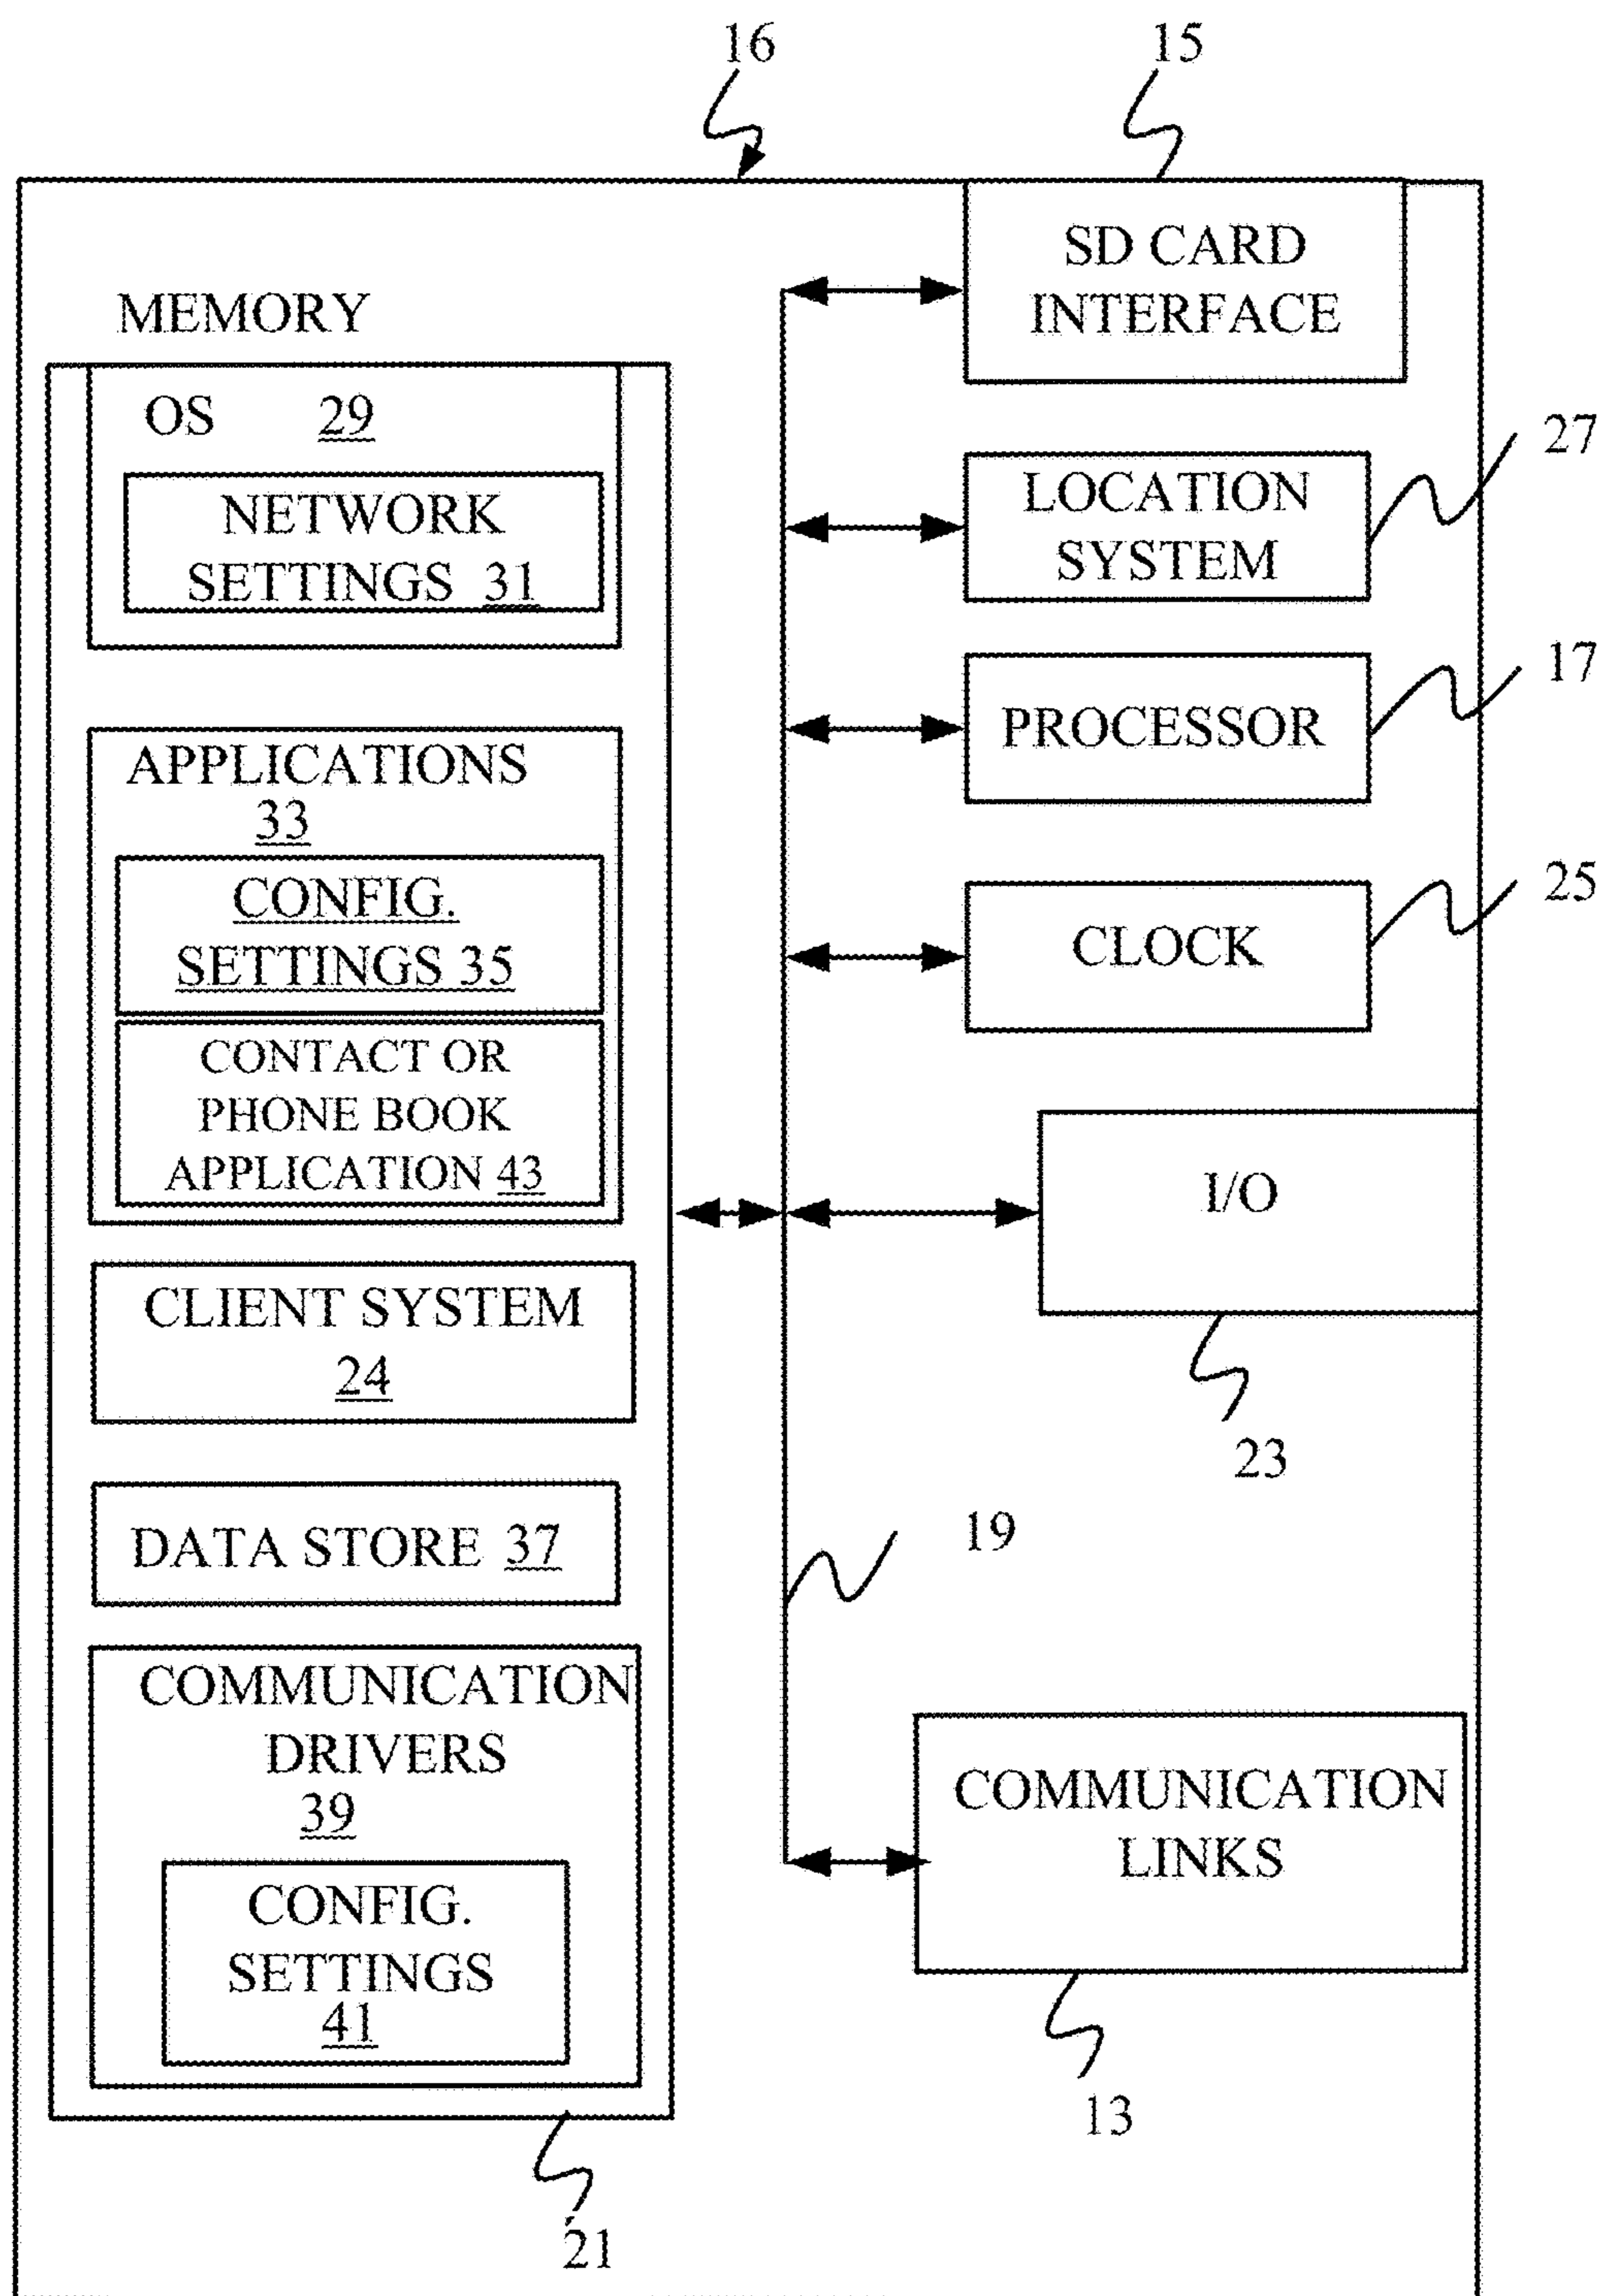 16
15
SD CARD
INTERFACE
MEMORY
OS 29
NETWORK
SETTINGS 31
27
LOCATION
SYSTEM
17
PROCESSOR
APPLICATIONS
33
CONFIG.
SETTINGS 35
25
CLOCK
CONTACT OR
PHONE BOOK
APPLICATION 43
I/O
23
CLIENT SYSTEM
24
DATA STORE 37
19
COMMUNICATION
DRIVERS
39
CONFIG.
SETTINGS
41
COMMUNICATION
LINKS
13
21